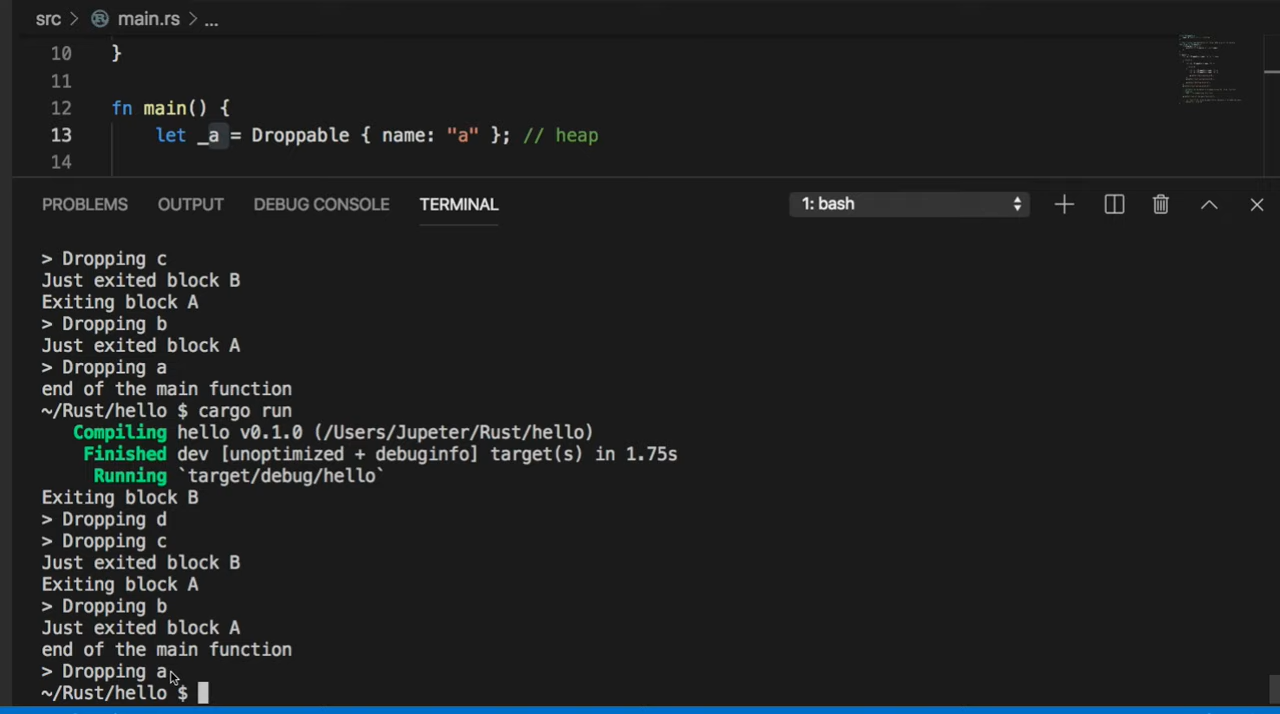 src > main.rs > ...
10 }
11
12 fn main() {
13 let _a = Droppable { name: "a" }; // heap
14
PROBLEMS OUTPUT DEBUG CONSOLE TERMINAL 1: bash
> Dropping c
Just exited block B
Exiting block A
> Dropping b
Just exited block A
> Dropping a
end of the main function
~/Rust/hello $ cargo run
Compiling hello v0.1.0 (/Users/Jupeter/Rust/hello)
Finished dev [unoptimized + debuginfo] target(s) in 1.75s
Running `target/debug/hello`
Exiting block B
> Dropping d
> Dropping c
Just exited block B
Exiting block A
> Dropping b
Just exited block A
end of the main function
> Dropping a
~/Rust/hello $